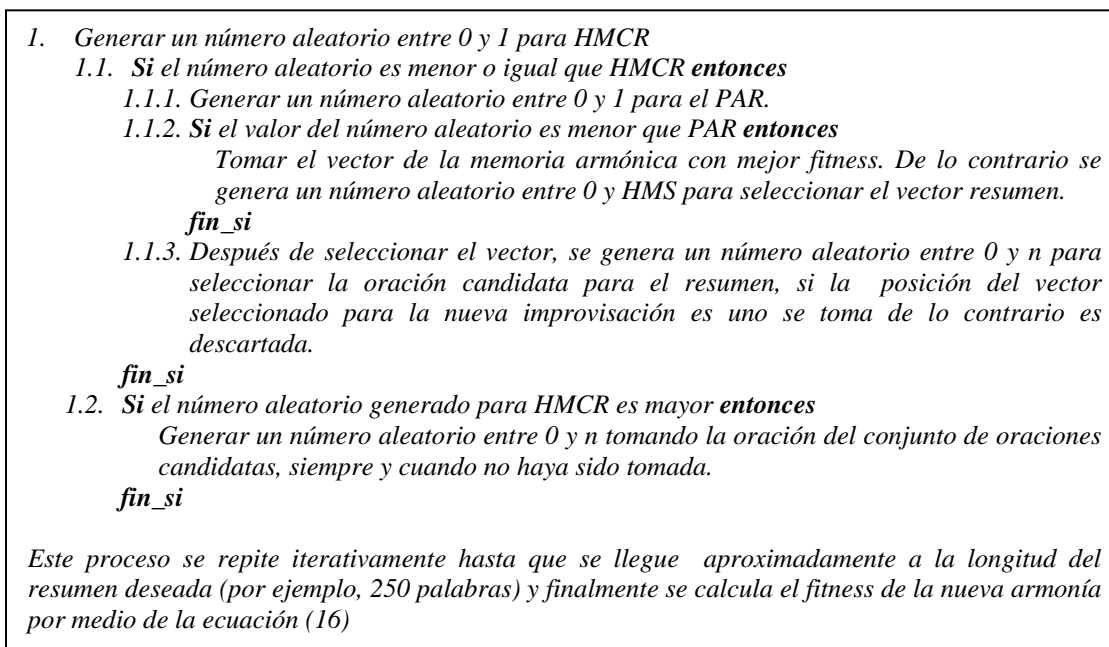 1. Generar un número aleatorio entre 0 y 1 para HMCR
1.1. Si el número aleatorio es menor o igual que HMCR entonces
1.1.1. Generar un número aleatorio entre 0 y 1 para el PAR.
1.1.2. Si el valor del número aleatorio es menor que PAR entonces
Tomar el vector de la memoria armónica con mejor fitness. De lo contrario se
genera un número aleatorio entre 0 y HMS para seleccionar el vector resumen.
fin_si
1.1.3. Después de seleccionar el vector, se genera un número aleatorio entre 0 y n para
seleccionar la oración candidata para el resumen, si la posición del vector
seleccionado para la nueva improvisación es uno se toma de lo contrario es
descartada.
fin_si
1.2. Si el número aleatorio generado para HMCR es mayor entonces
Generar un número aleatorio entre 0 y n tomando la oración del conjunto de oraciones
candidatas, siempre y cuando no haya sido tomada.
fin_si
Este proceso se repite iterativamente hasta que se llegue aproximadamente a la longitud del
resumen deseada (por ejemplo, 250 palabras) y finalmente se calcula el fitness de la nueva armonía
por medio de la ecuación (16)